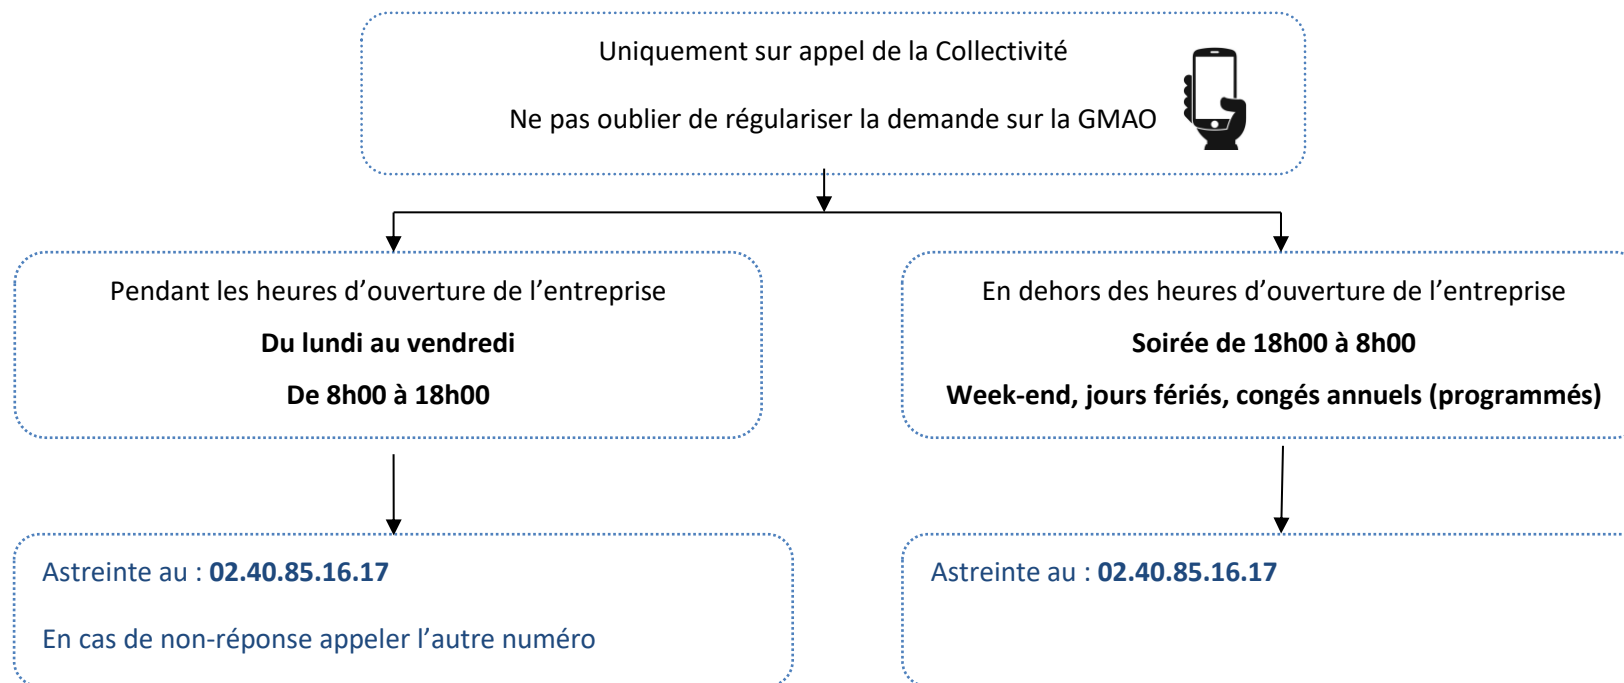 Uniquement sur appel de la Collectivité
Ne pas oublier de régulariser la demande sur la GMAO
Pendant les heures d’ouverture de l’entreprise
Du lundi au vendredi
De 8h00 à 18h00
En dehors des heures d’ouverture de l’entreprise
Soirée de 18h00 à 8h00
Week-end, jours fériés, congés annuels (programmés)
Astreinte au : 02.40.85.16.17
En cas de non-réponse appeler l’autre numéro
Astreinte au : 02.40.85.16.17